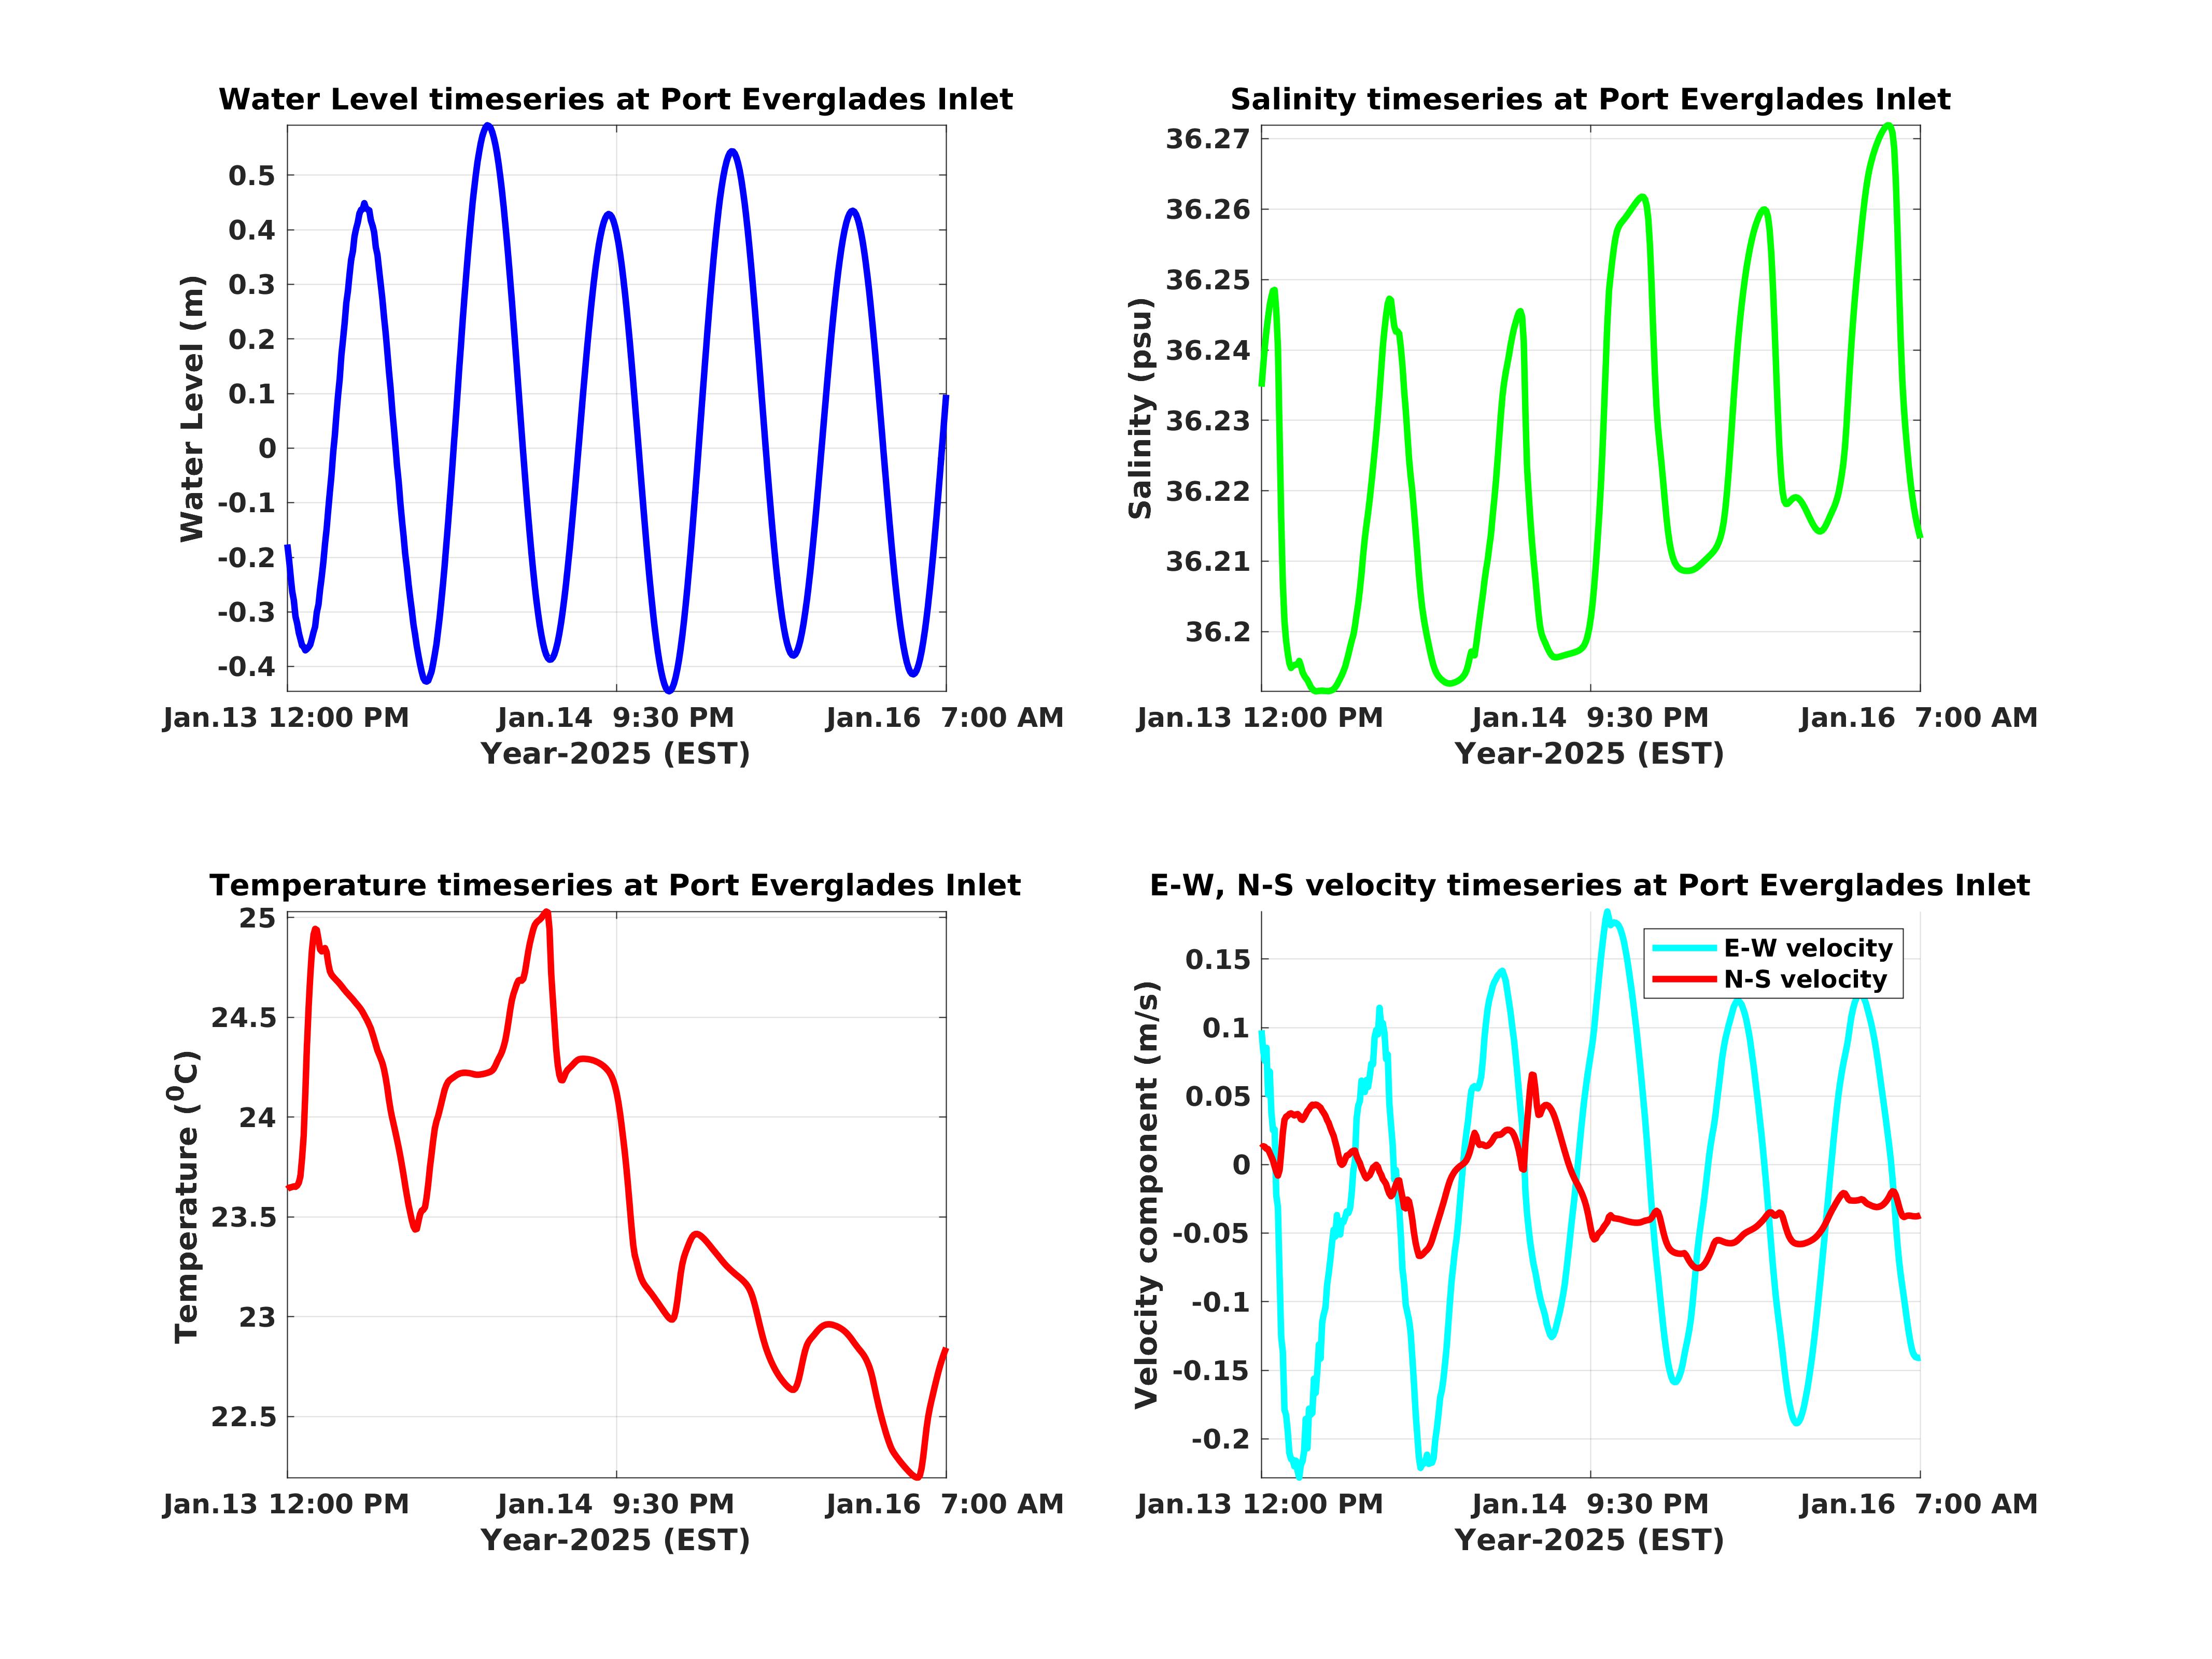 Water Level timeseries at Port Everglades Inlet
Water Level (m)
0.5
0.4
0.3
0.2
0.1
0
-0.1
-0.2
-0.3
-0.4
Jan.13 12:00 PM
Jan.14 9:30 PM
Jan.16 7:00 AM
Year-2025 (EST)
Salinity timeseries at Port Everglades Inlet
Salinity (psu)
36.27
36.26
36.25
36.24
36.23
36.22
36.21
36.2
Jan.13 12:00 PM
Jan.14 9:30 PM
Jan.16 7:00 AM
Year-2025 (EST)
Temperature timeseries at Port Everglades Inlet
Temperature (⁰C)
25
24.5
24
23.5
23
22.5
Jan.13 12:00 PM
Jan.14 9:30 PM
Jan.16 7:00 AM
Year-2025 (EST)
E-W, N-S velocity timeseries at Port Everglades Inlet
Velocity component (m/s)
0.15
0.1
0.05
0
-0.05
-0.1
-0.15
-0.2
E-W velocity
N-S velocity
Jan.13 12:00 PM
Jan.14 9:30 PM
Jan.16 7:00 AM
Year-2025 (EST)